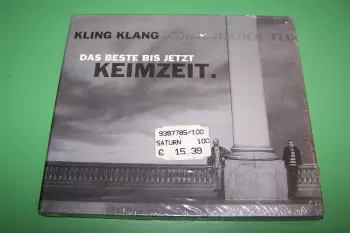 KLING KLANG
DAS BESTE BIS JETZT
KEIMZEIT.
9387785/100
SATURN 100
€ 15.39